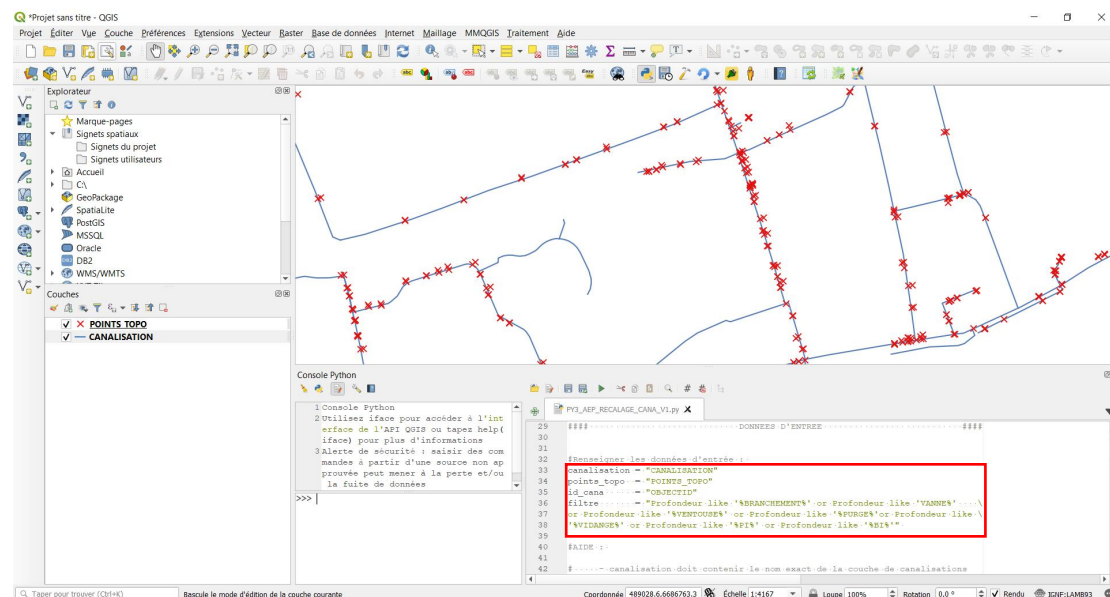 *Projet sans titre - QGIS
Projet Éditer Vue Couche Préférences Extensions Vecteur Raster Base de données Internet Maillage MMQGIS Traitement Aide
Explorateur
Marque-pages
Signets spatiaux
Signets du projet
Signets utilisateurs
Accueil
C:\
GeoPackage
SpatiaLite
PostGIS
MSSQL
Oracle
DB2
WMS/WMTS
Couches
POINTS_TOPO
CANALISATION
Console Python
1 Console Python
2 Utilisez iface pour accéder à l'int
erface de l'API QGIS ou tapez help(
iface) pour plus d'informations
3 Alerte de sécurité : saisir des com
mandes à partir d'une source non ap
prouvée peut mener à la perte et/ou
la fuite de données
>>>
PY3_AEP_RECALAGE_CANA_V1.py
29 #### DONNEES D'ENTREE ####
30
31
32 #Renseigner les données d'entrée :
33 canalisation = "CANALISATION"
34 points_topo = "POINTS_TOPO"
35 id_cana = "OBJECTID"
36 filtre = "Profondeur like '%BRANCHEMENT%' or Profondeur like 'VANNE%' \
37 or Profondeur like '%VENTOUSE%' or Profondeur like '%PURGE%'or Profondeur like \
38 '%VIDANGE%' or Profondeur like '%PI%' or Profondeur like '%BI%'"
39
40 #AIDE :
41
42 # - canalisation doit contenir le nom exact de la couche de canalisations
Taper pour trouver (Ctrl+K) Bascule le mode d'édition de la couche courante Coordonnée 489028.6,6686763.3 Échelle 1:4167 Loupe 100% Rotation 0,0 ° Rendu IGNF:LAMB93